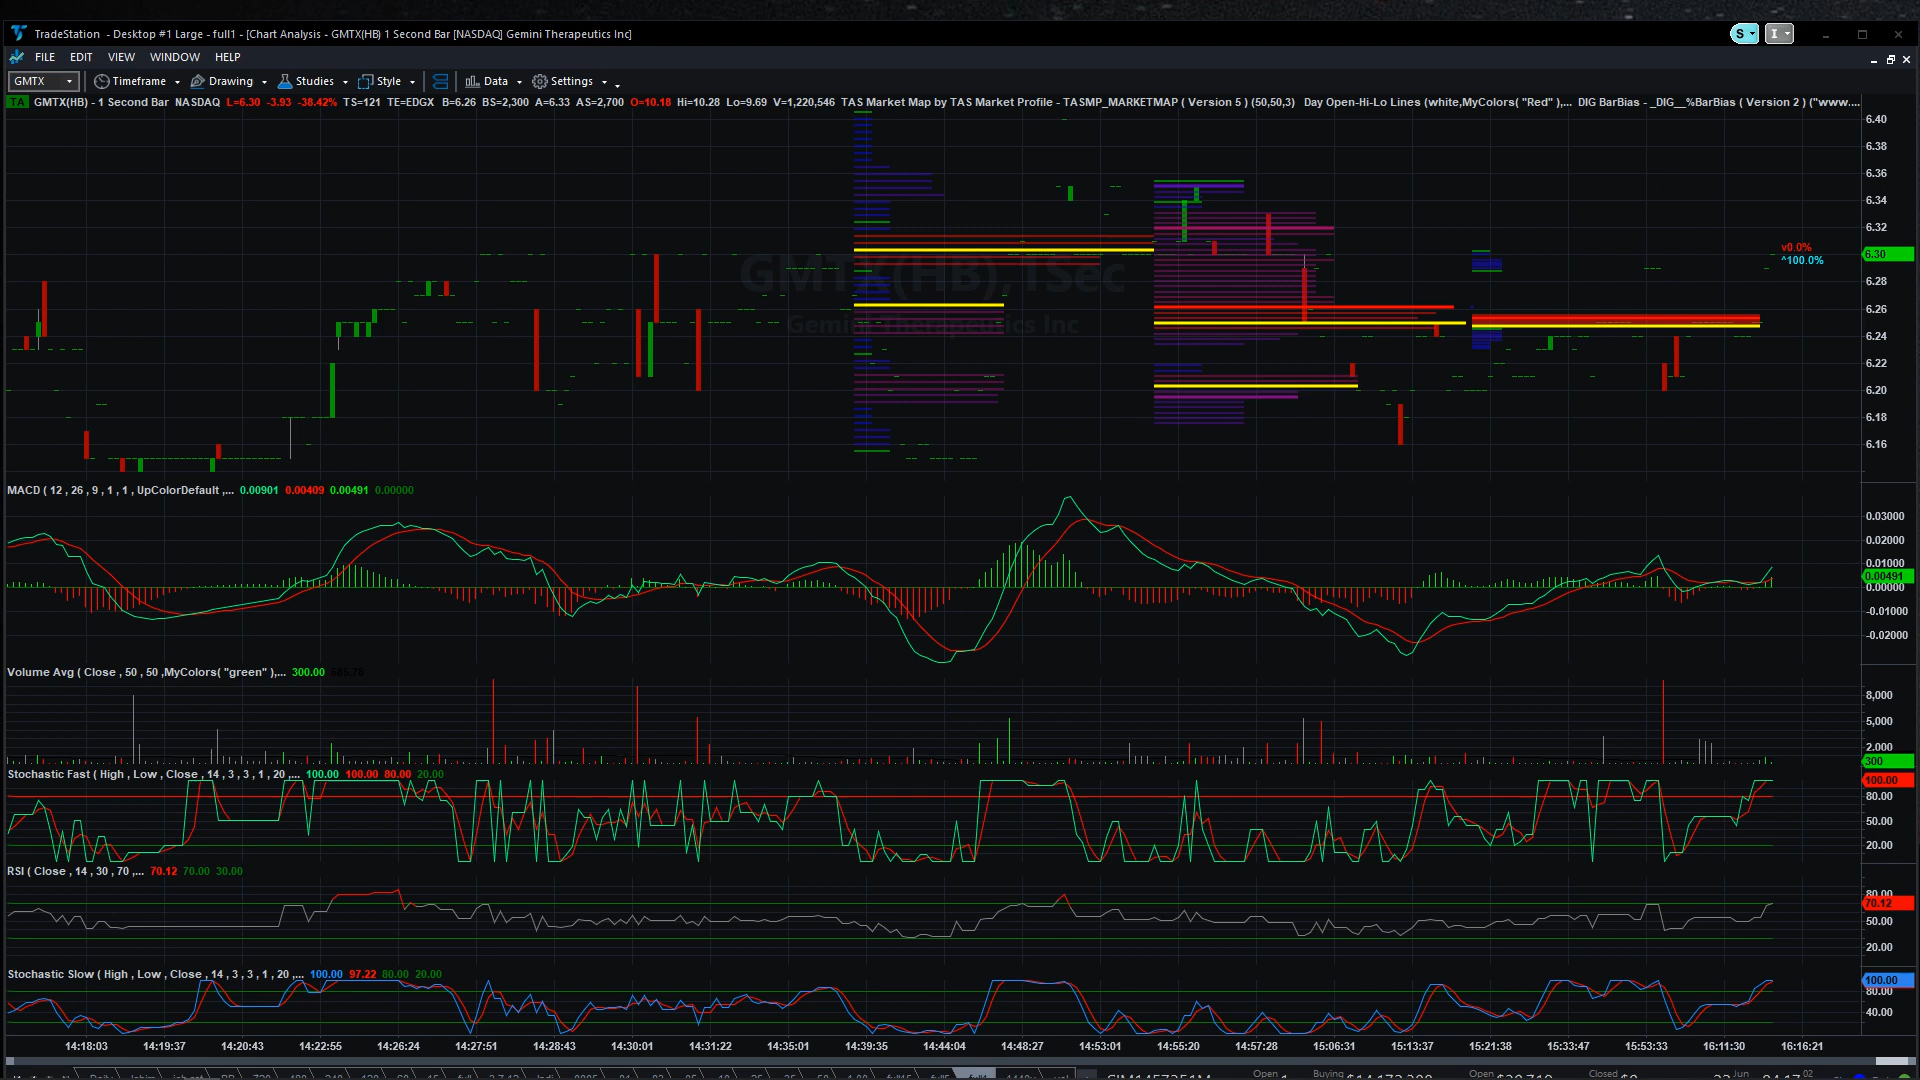 TradeStation - Desktop #1 Large - full1 - [Chart Analysis - GMTX(HB) 1 Second Bar [NASDAQ] Gemini Therapeutics Inc]
S
I
FILE EDIT VIEW WINDOW HELP
GMTX Timeframe Drawing Studies Style Data Settings
TA GMTX(HB) - 1 Second Bar NASDAQ L=6.30 -3.93 -38.42% TS=121 TE=EDGX B=6.26 BS=2,300 A=6.33 AS=2,700 O=10.18 Hi=10.28 Lo=9.69 V=1,220,546 TAS Market Map by TAS Market Profile - TASMP_MARKETMAP ( Version 5 ) (50,50,3) Day Open-Hi-Lo Lines (white,MyColors( "Red" ),... DIG BarBias - _DIG__%BarBias ( Version 2 ) ("www....
6.40
6.38
6.36
6.34
6.32
v0.0%
6.30
^100.0%
GMTX(HB),1Sec
6.28
6.26
Gemini Therapeutics Inc
6.24
6.22
6.20
6.18
6.16
MACD ( 12 , 26 , 9 , 1 , 1 , UpColorDefault ,... 0.00901 0.00409 0.00491 0.00000
0.03000
0.02000
0.01000
0.00491
0.00000
-0.01000
-0.02000
Volume Avg ( Close , 50 , 50 ,MyColors( "green" ),... 300.00
8,000
5,000
2,000
300
Stochastic Fast ( High , Low , Close , 14 , 3 , 3 , 1 , 20 ,... 100.00 100.00 80.00 20.00
100.00
80.00
50.00
20.00
RSI ( Close , 14 , 30 , 70 ,... 70.12 70.00 30.00
80.00
70.12
50.00
20.00
Stochastic Slow ( High , Low , Close , 14 , 3 , 3 , 1 , 20 ,... 100.00 97.22 80.00 20.00
100.00
80.00
40.00
14:18:03 14:19:37 14:20:43 14:22:55 14:26:24 14:27:51 14:28:43 14:30:01 14:31:22 14:35:01 14:39:35 14:44:04 14:48:27 14:53:01 14:55:20 14:57:28 15:06:31 15:13:37 15:21:38 15:33:47 15:53:33 16:11:30 16:16:21
Open Buying Open Closed Jun